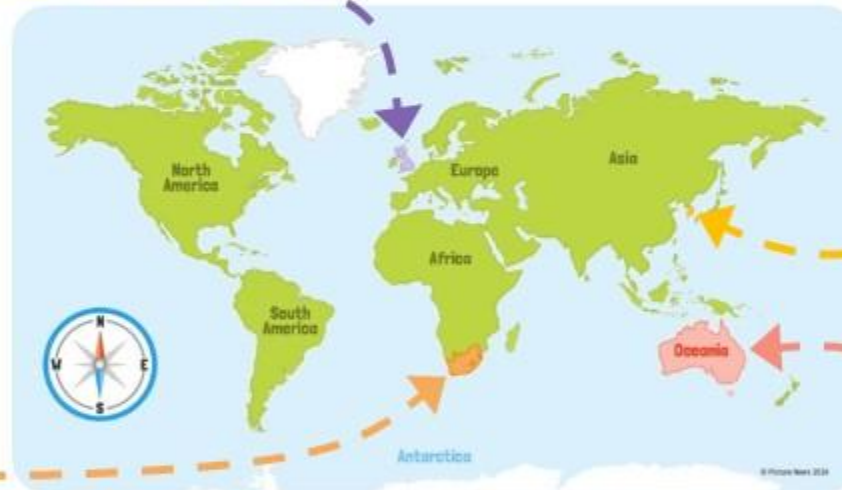 North
America
Europe
Asia
Africa
South
America
Oceania
N
W
E
S
Antarctica
© Picture News 2024